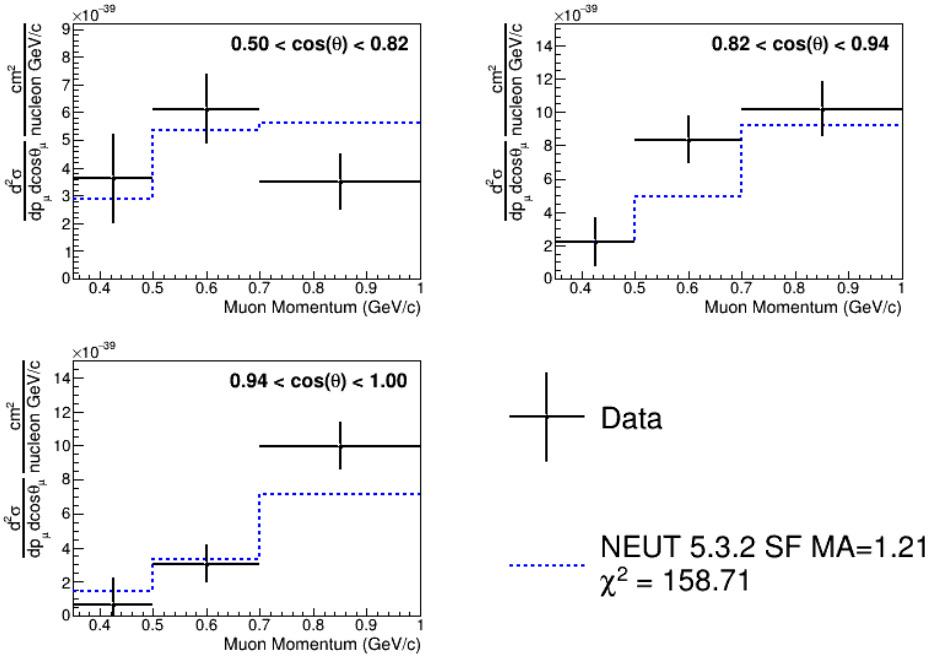 ×10⁻³⁹
0.50 < cos(θ) < 0.82
d²σ/dp_μ dcosθ_μ cm²/nucleon GeV/c
9
8
7
6
5
4
3
2
1
0
0.4 0.5 0.6 0.7 0.8 0.9 1
Muon Momentum (GeV/c)
×10⁻³⁹
0.82 < cos(θ) < 0.94
d²σ/dp_μ dcosθ_μ cm²/nucleon GeV/c
14
12
10
8
6
4
2
0
0.4 0.5 0.6 0.7 0.8 0.9 1
Muon Momentum (GeV/c)
×10⁻³⁹
0.94 < cos(θ) < 1.00
d²σ/dp_μ dcosθ_μ cm²/nucleon GeV/c
14
12
10
8
6
4
2
0
0.4 0.5 0.6 0.7 0.8 0.9 1
Muon Momentum (GeV/c)
Data
NEUT 5.3.2 SF MA=1.21
χ² = 158.71